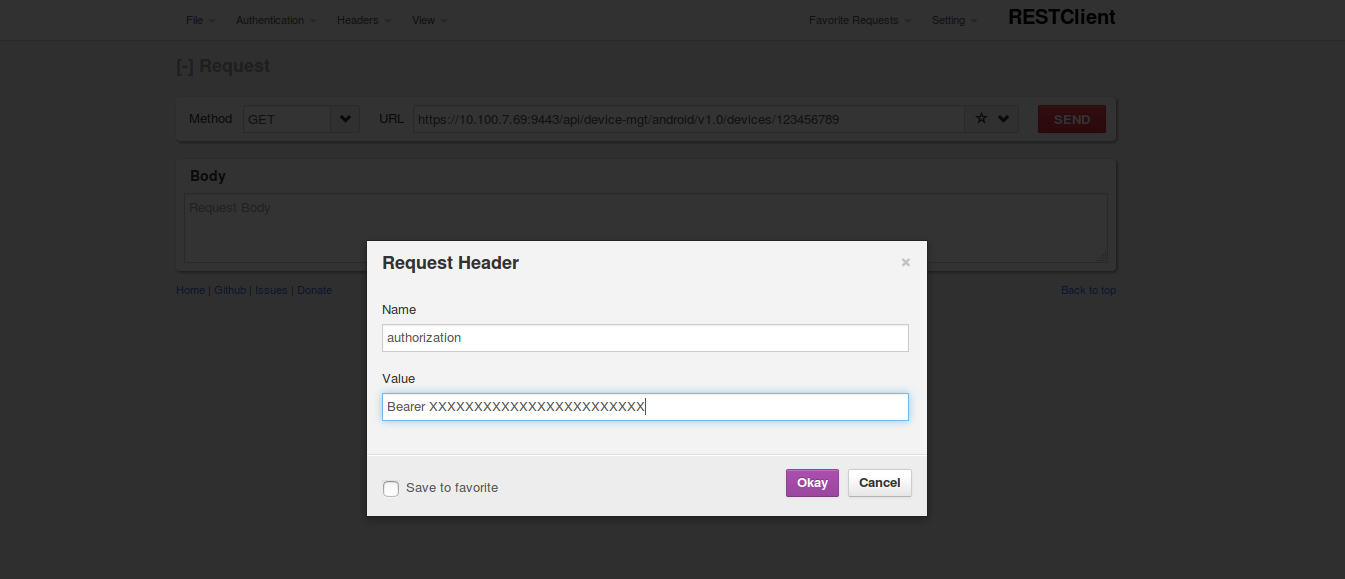 File Authentication Headers View Favorite Requests Setting RESTClient
[-] Request
Method GET URL https://10.100.7.69:9443/api/device-mgt/android/v1.0/devices/123456789 SEND
Body
Request Body
Home | Github | Issues | Donate Back to top
Request Header ×
Name
authorization
Value
Bearer XXXXXXXXXXXXXXXXXXXXXXXX
Save to favorite Okay Cancel